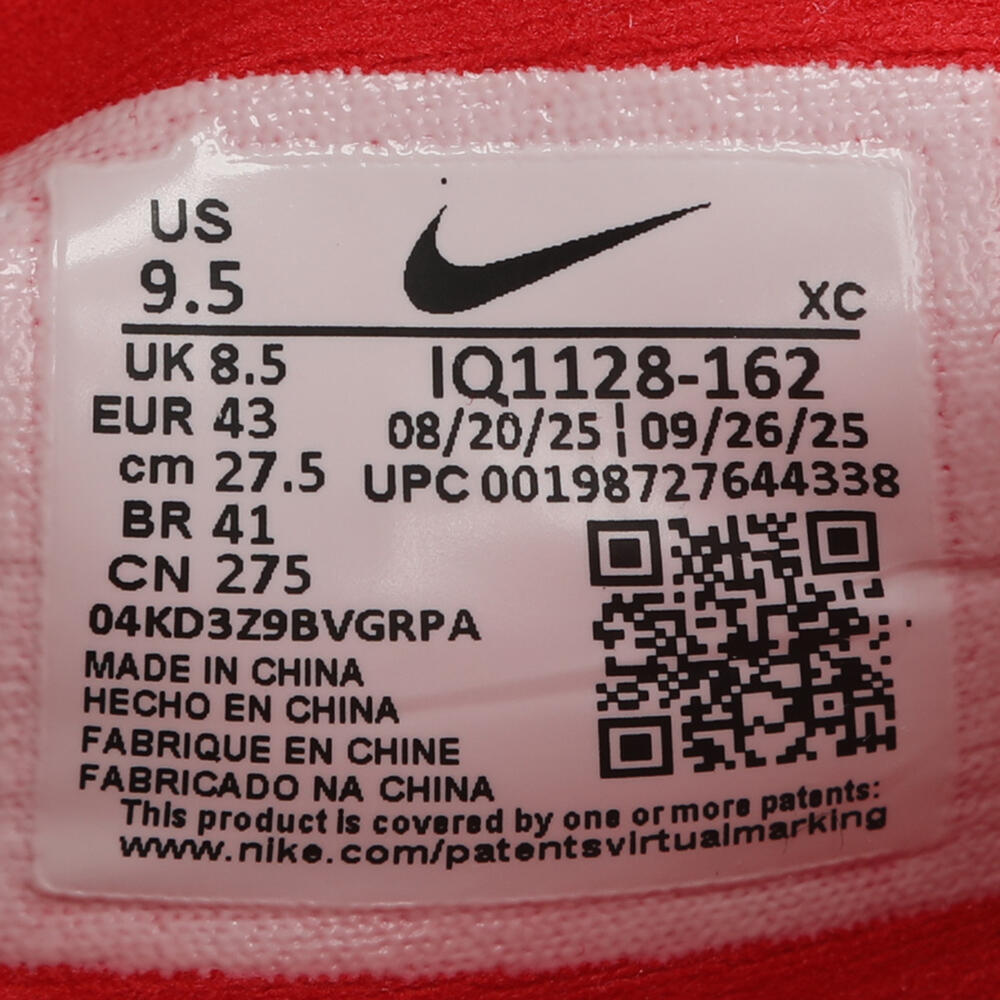 US
9.5
XC
UK 8.5
IQ1128-162
EUR 43
08/20/25 | 09/26/25
cm 27.5
UPC 00198727644338
BR 41
CN 275
04KD3Z9BVGRPA
MADE IN CHINA
HECHO EN CHINA
FABRIQUE EN CHINE
FABRICADO NA CHINA
This product is covered by one or more patents:
www.nike.com/patentsvirtualmarking